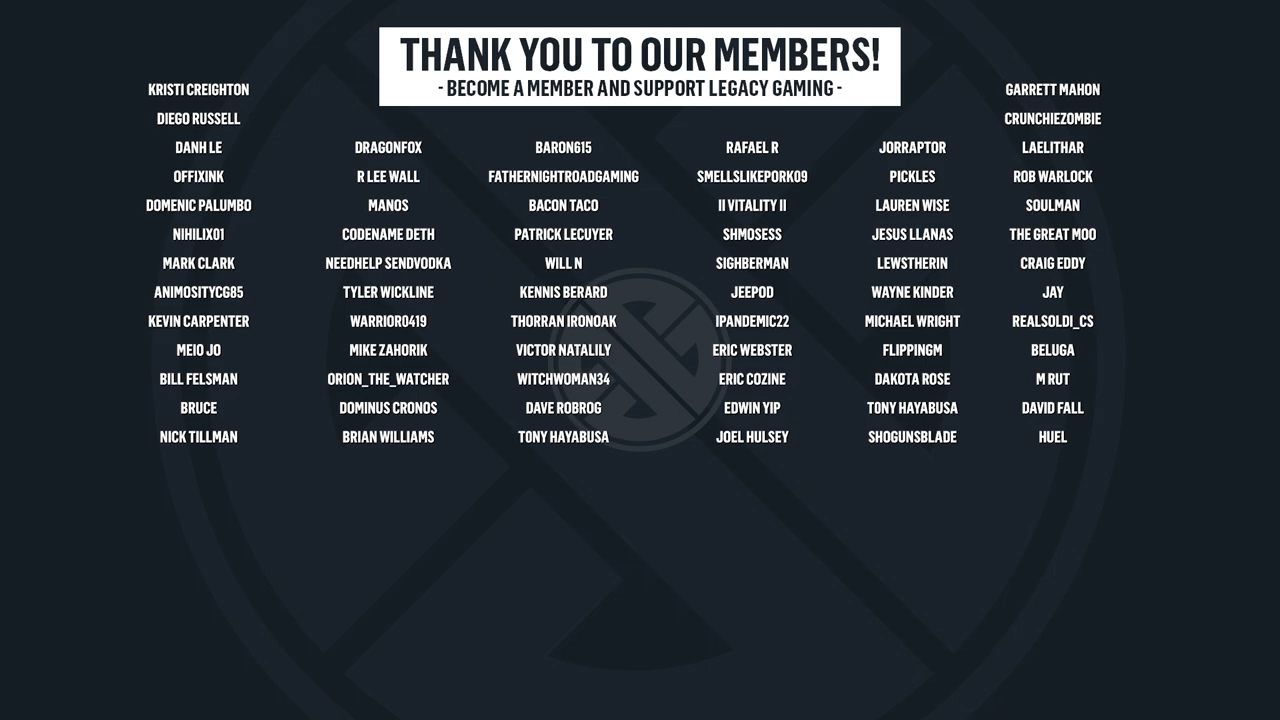 THANK YOU TO OUR MEMBERS!
- BECOME A MEMBER AND SUPPORT LEGACY GAMING -
KRISTI CREIGHTON
DIEGO RUSSELL
DANH LE
OFFIXINK
DOMENIC PALUMBO
NIHILIX01
MARK CLARK
ANIMOSITYCG85
KEVIN CARPENTER
MEIO JO
BILL FELSMAN
BRUCE
NICK TILLMAN
DRAGONFOX
R LEE WALL
MANOS
CODENAME DETH
NEEDHELP SENDVODKA
TYLER WICKLINE
WARRIOR0419
MIKE ZAHORIK
ORION_THE_WATCHER
DOMINUS CRONOS
BRIAN WILLIAMS
BARON615
FATHERNIGHTROADGAMING
BACON TACO
PATRICK LECUYER
WILL N
KENNIS BERARD
THORRAN IRONOAK
VICTOR NATALILY
WITCHWOMAN34
DAVE ROBROG
TONY HAYABUSA
RAFAEL R
SMELLSLIKEPORK09
II VITALITY II
SHMOSESS
SIGHBERMAN
JEEPOD
IPANDEMIC22
ERIC WEBSTER
ERIC COZINE
EDWIN YIP
JOEL HULSEY
JORRAPTOR
PICKLES
LAUREN WISE
JESUS LLANAS
LEWSTHERIN
WAYNE KINDER
MICHAEL WRIGHT
FLIPPINGM
DAKOTA ROSE
TONY HAYABUSA
SHOGUNSBLADE
GARRETT MAHON
CRUNCHIEZOMBIE
LAELITHAR
ROB WARLOCK
SOULMAN
THE GREAT MOO
CRAIG EDDY
JAY
REALSOLDI_CS
BELUGA
M RUT
DAVID FALL
HUEL